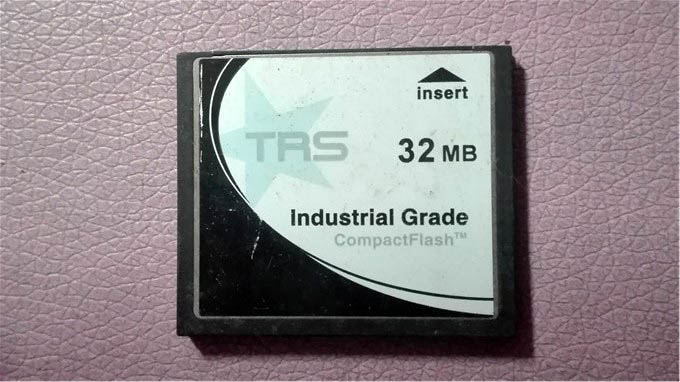 insert
TRS
32 MB
Industrial Grade
CompactFlash™